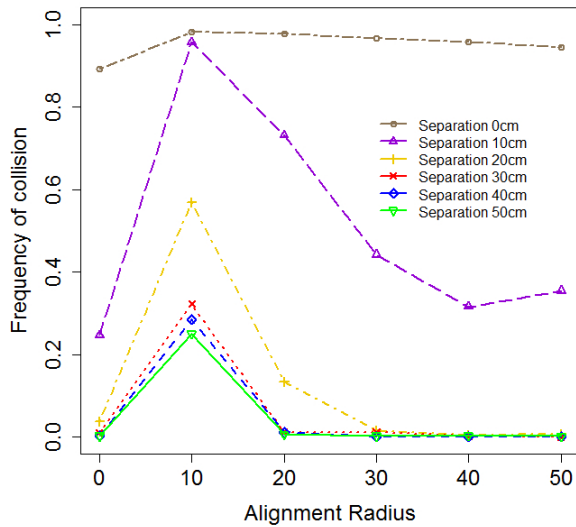 Frequency of collision
1.0
0.8
0.6
0.4
0.2
0.0
Separation 0cm
Separation 10cm
Separation 20cm
Separation 30cm
Separation 40cm
Separation 50cm
0 10 20 30 40 50
Alignment Radius